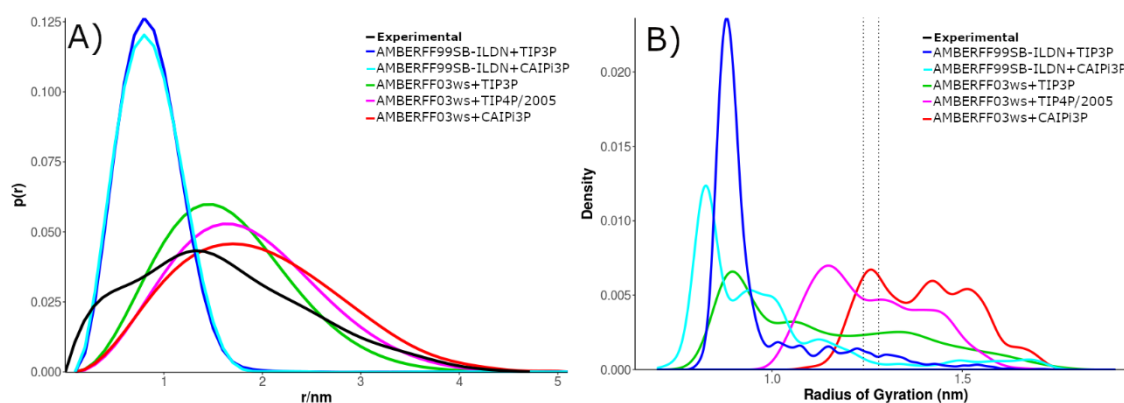 A)
0.125
0.100
0.075
0.050
0.025
0.000
p(r)
1
2
3
4
5
r/nm
Experimental
AMBERFF99SB-ILDN+TIP3P
AMBERFF99SB-ILDN+CAIPi3P
AMBERFF03ws+TIP3P
AMBERFF03ws+TIP4P/2005
AMBERFF03ws+CAIPi3P
B)
0.020
0.015
0.010
0.005
0.000
Density
1.0
1.5
Radius of Gyration (nm)
Experimental
AMBERFF99SB-ILDN+TIP3P
AMBERFF99SB-ILDN+CAIPi3P
AMBERFF03ws+TIP3P
AMBERFF03ws+TIP4P/2005
AMBERFF03ws+CAIPi3P